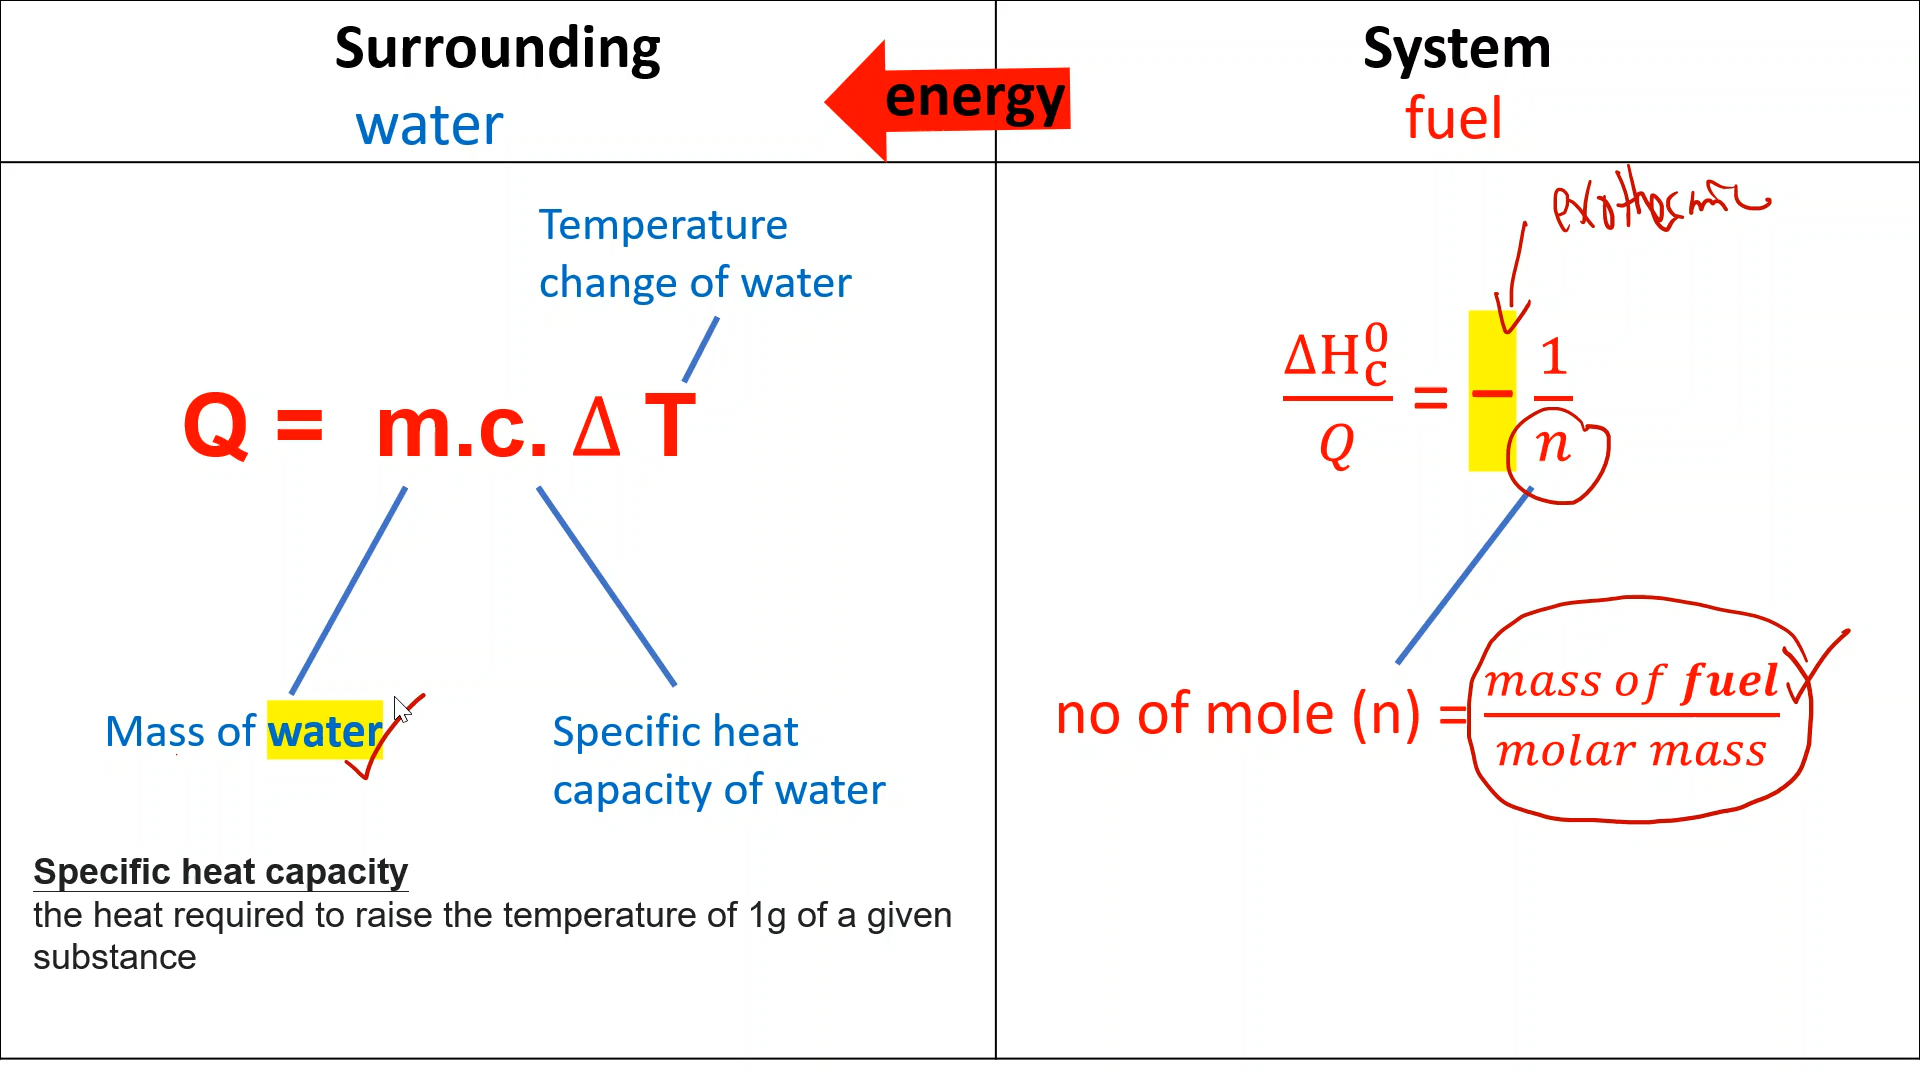 Surrounding
water
energy
System
fuel
exothermic
Temperature
change of water
Q = m.c. Δ T
Mass of water
Specific heat
capacity of water
Specific heat capacity
the heat required to raise the temperature of 1g of a given
substance
ΔH⁰c / Q = − 1 / n
no of mole (n) = mass of fuel / molar mass